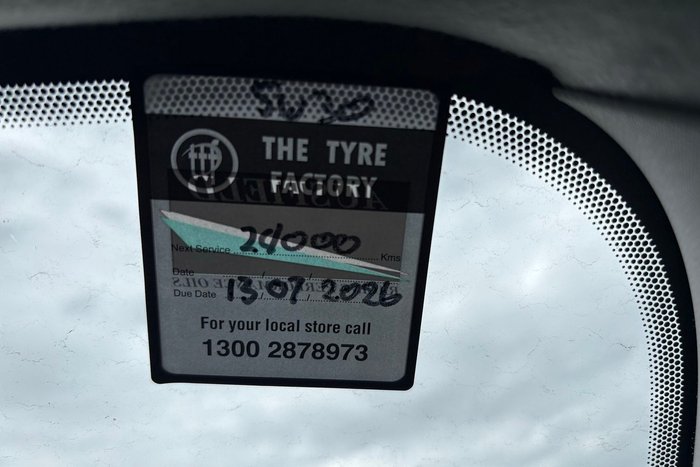 5W30
THE TYRE
FACTORY
Next Service 24000 Kms
Date
Due Date 13 07 2026
For your local store call
1300 2878973